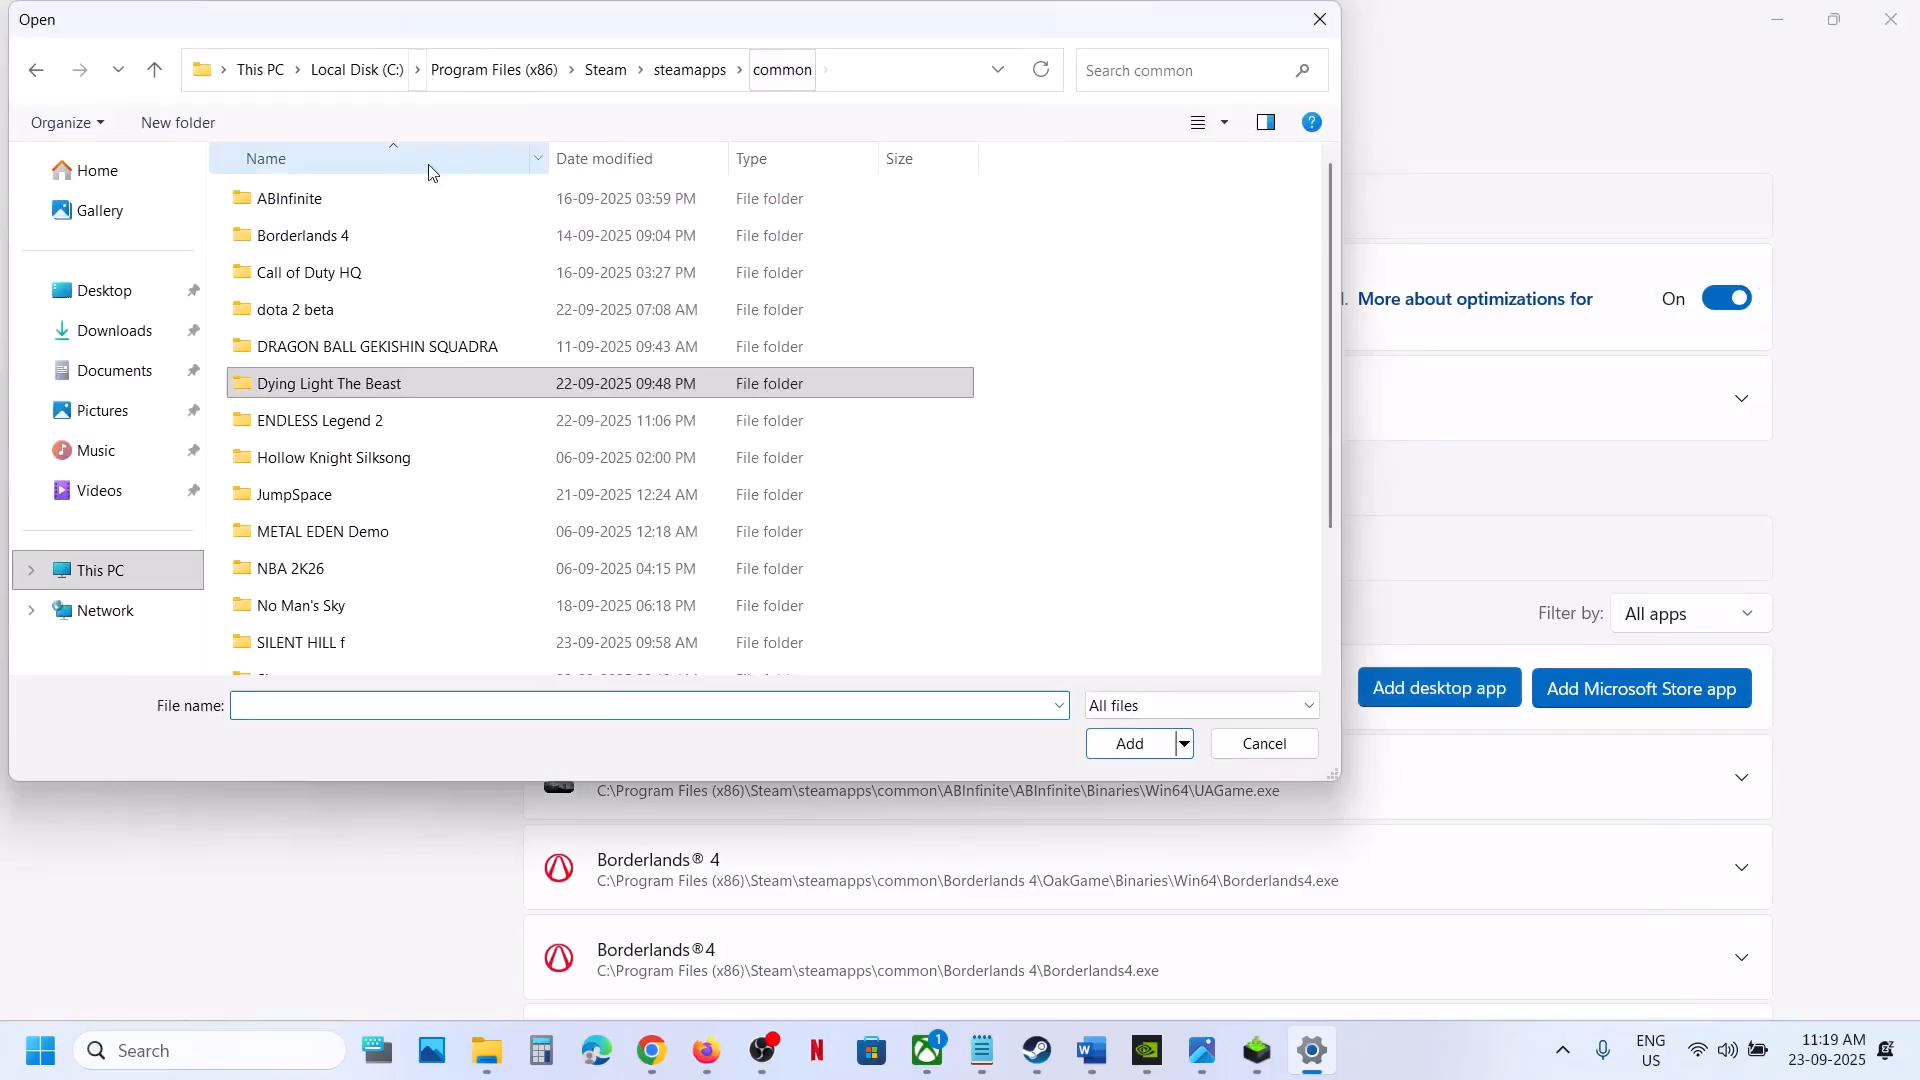 Open
This PC
Local Disk (C:)
Program Files (x86)
Steam
steamapps
common
Search common
Organize
New folder
Name
Date modified
Type
Size
Home
Gallery
Desktop
Downloads
Documents
Pictures
Music
Videos
This PC
Network
ABInfinite 16-09-2025 03:59 PM File folder
Borderlands 4 14-09-2025 09:04 PM File folder
Call of Duty HQ 16-09-2025 03:27 PM File folder
dota 2 beta 22-09-2025 07:08 AM File folder
DRAGON BALL GEKISHIN SQUADRA 11-09-2025 09:43 AM File folder
Dying Light The Beast 22-09-2025 09:48 PM File folder
ENDLESS Legend 2 22-09-2025 11:06 PM File folder
Hollow Knight Silksong 06-09-2025 02:00 PM File folder
JumpSpace 21-09-2025 12:24 AM File folder
METAL EDEN Demo 06-09-2025 12:18 AM File folder
NBA 2K26 06-09-2025 04:15 PM File folder
No Man's Sky 18-09-2025 06:18 PM File folder
SILENT HILL f 23-09-2025 09:58 AM File folder
File name:
All files
Add
Cancel
More about optimizations for
On
Filter by:
All apps
Add desktop app
Add Microsoft Store app
C:\Program Files (x86)\Steam\steamapps\common\ABInfinite\ABInfinite\Binaries\Win64\UAGame.exe
Borderlands® 4
C:\Program Files (x86)\Steam\steamapps\common\Borderlands 4\OakGame\Binaries\Win64\Borderlands4.exe
Borderlands®4
C:\Program Files (x86)\Steam\steamapps\common\Borderlands 4\Borderlands4.exe
Search
1
ENG
US
11:19 AM
23-09-2025